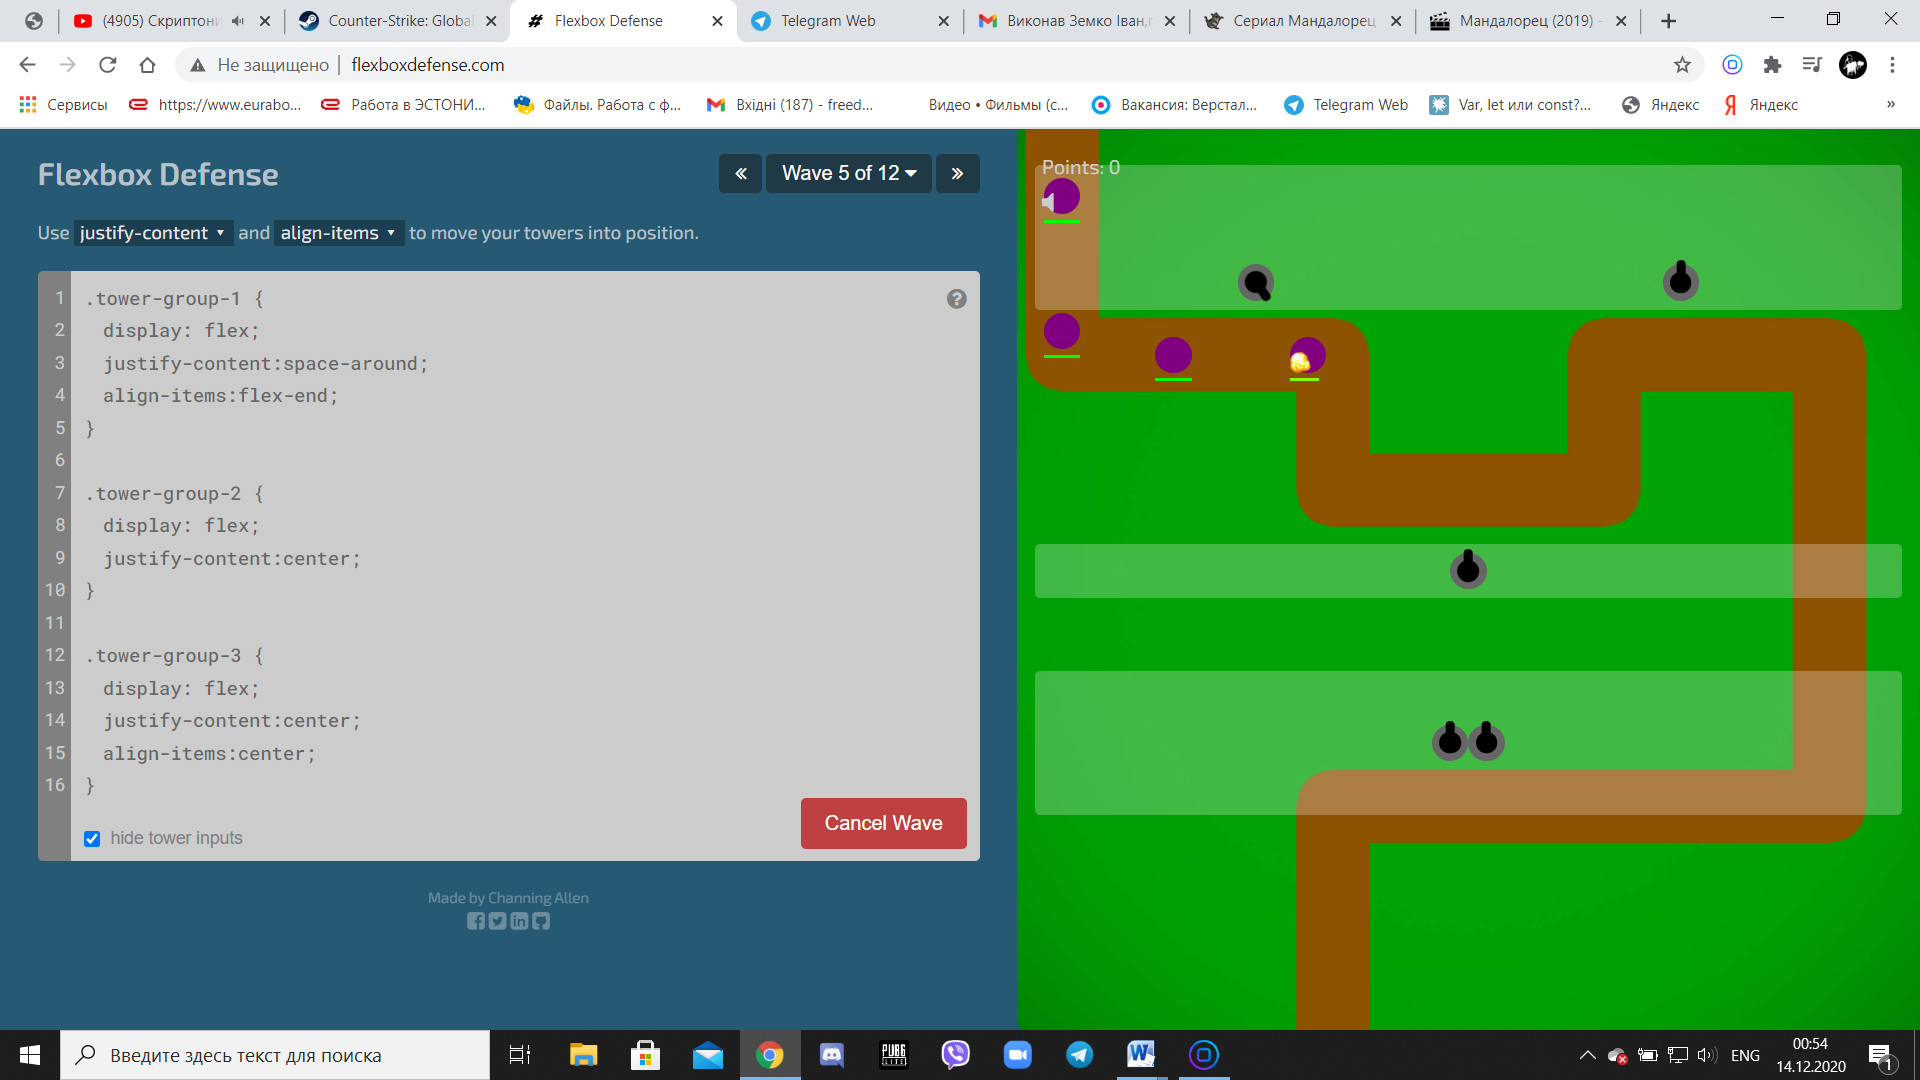 (4905) Скриптони
Counter-Strike: Global
Flexbox Defense
Telegram Web
Виконав Земко Іван,г
Сериал Мандалорец
Мандалорец (2019) -
Не защищено
flexboxdefense.com
Сервисы
https://www.eurabo...
Работа в ЭСТОНИ...
Файлы. Работа с ф...
Вхідні (187) - freed...
Видео • Фильмы (с...
Вакансия: Верстал...
Telegram Web
Var, let или const?...
Яндекс
Яндекс
»
Flexbox Defense
«
Wave 5 of 12
»
Use justify-content and align-items to move your towers into position.
1 .tower-group-1 {
2 display: flex;
3 justify-content:space-around;
4 align-items:flex-end;
5 }
6
7 .tower-group-2 {
8 display: flex;
9 justify-content:center;
10 }
11
12 .tower-group-3 {
13 display: flex;
14 justify-content:center;
15 align-items:center;
16 }
hide tower inputs
Cancel Wave
Made by Channing Allen
Points: 0
Введите здесь текст для поиска
PUBG
LITE
ENG
00:54
14.12.2020
1